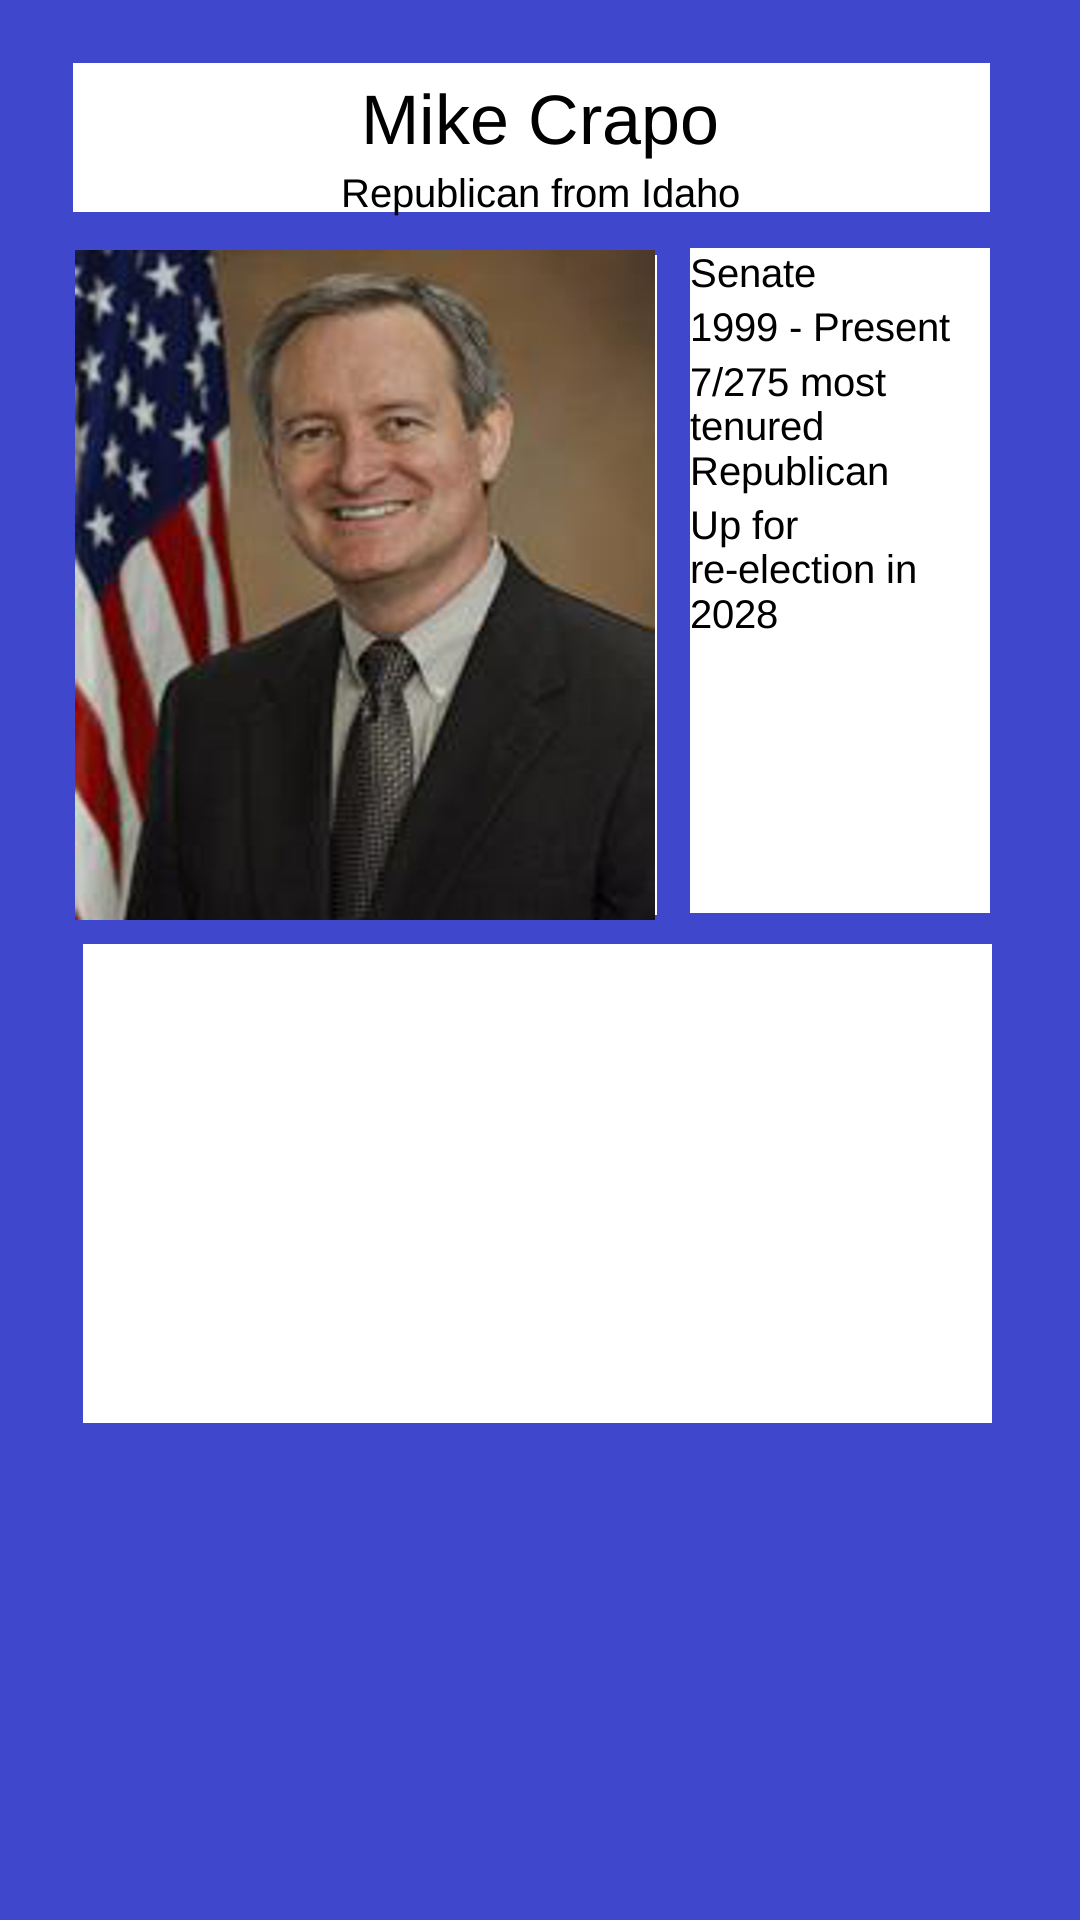 Mike Crapo
Republican from Idaho
Senate
1999 - Present
7/275 most
tenured
Republican
Up for
re-election in
2028